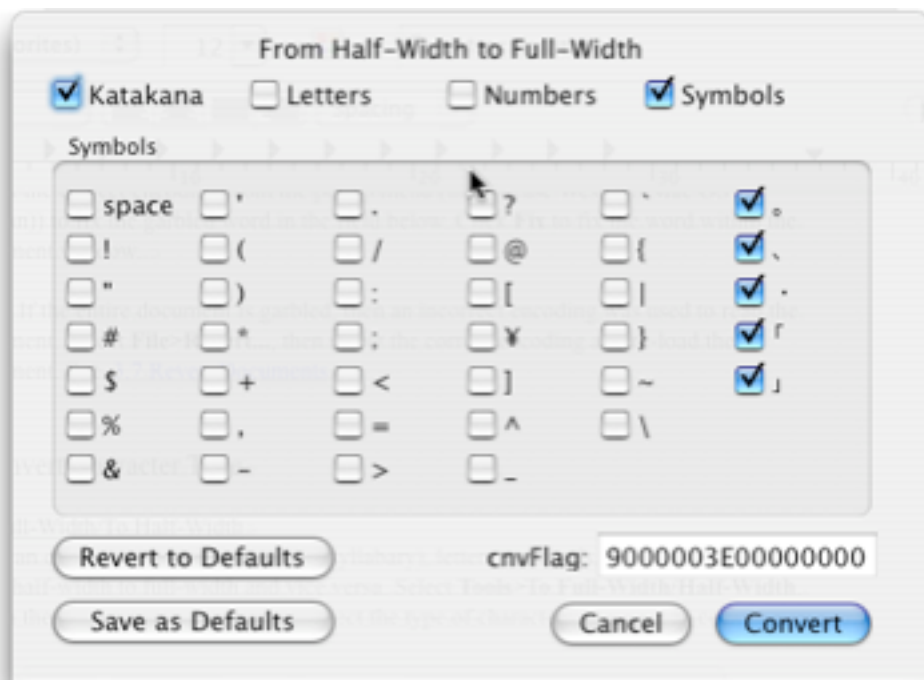 From Half-Width to Full-Width
Katakana Letters Numbers Symbols
Symbols
space ' . ? ` 。
! ( / @ { 、
" ) : [ | ・
# * ; ¥ } 「
$ + < ] ~ 」
% , = ^ \
& - > _
Revert to Defaults cnvFlag: 9000003E00000000
Save as Defaults Cancel Convert